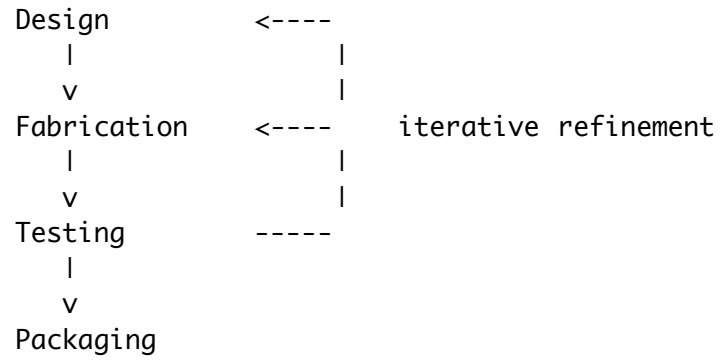 Design <----
| |
v |
Fabrication <---- iterative refinement
| |
v |
Testing -----
|
v
Packaging